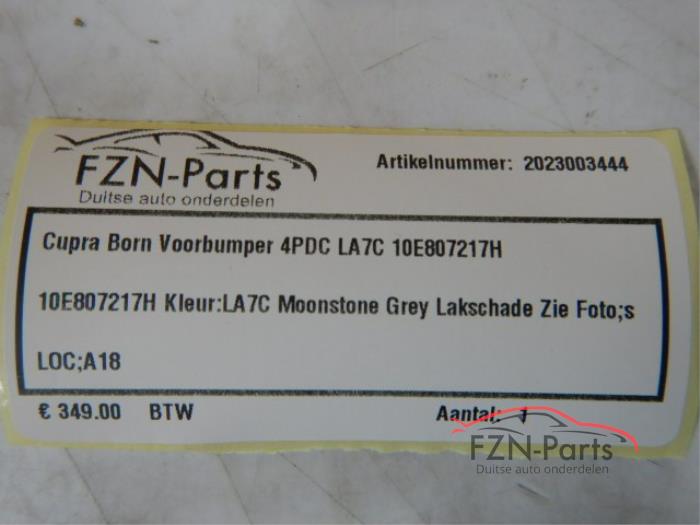 FZN-Parts
Duitse auto onderdelen
Artikelnummer: 2023003444
Cupra Born Voorbumper 4PDC LA7C 10E807217H
10E807217H Kleur:LA7C Moonstone Grey Lakschade Zie Foto;s
LOC;A18
€ 349.00 BTW
Aantal: 1
FZN-Parts
Duitse auto onderdelen